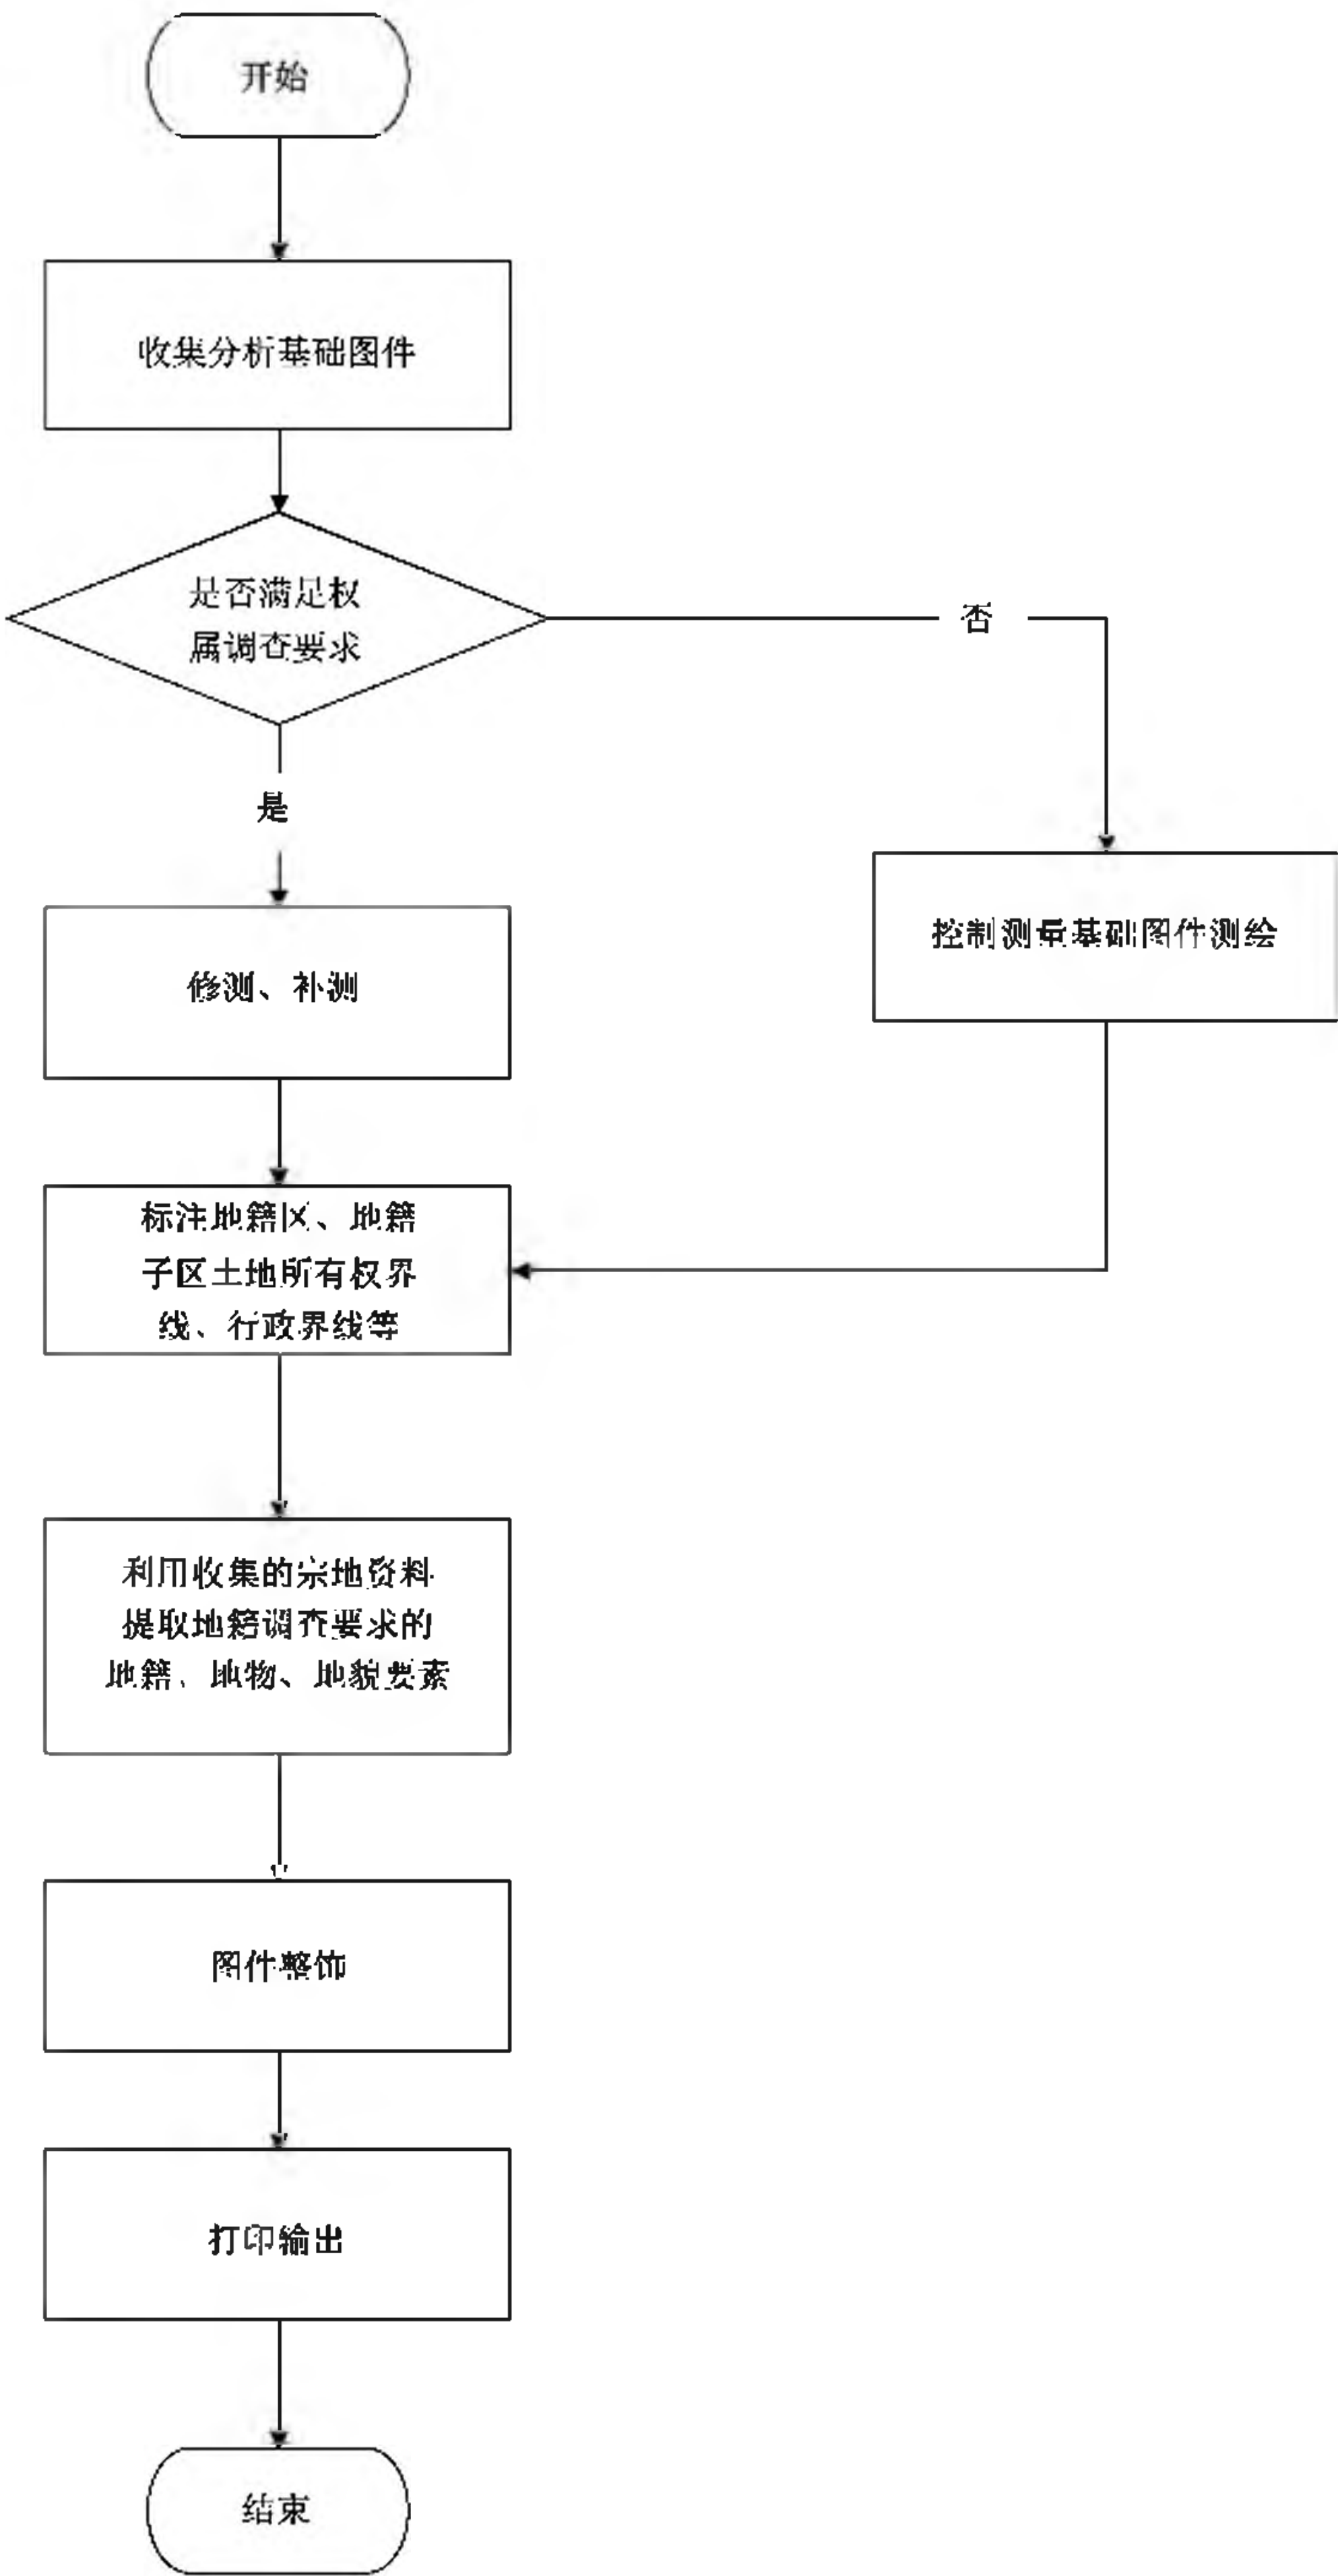 开始
收集分析基础图件
是否满足权
属调查要求
否
是
控制测量基础图件测绘
修测、补测
标注地籍区、地籍
子区土地所有权界
线、行政界线等
利用收集的宗地资料
提取地籍调查要求的
地籍、地物、地貌要素
图件整饰
打印输出
结束